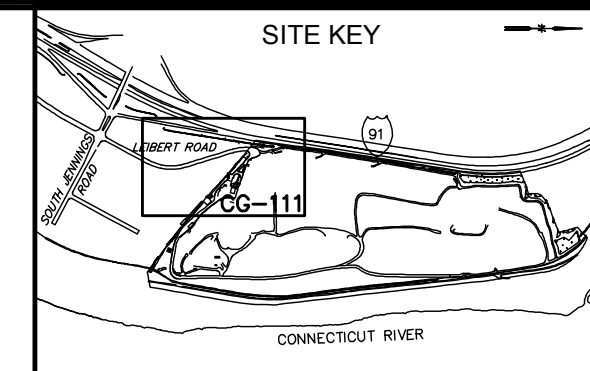 SITE KEY
91
LEIBERT ROAD
SOUTH JENNINGS
ROAD
CG-111
CONNECTICUT RIVER